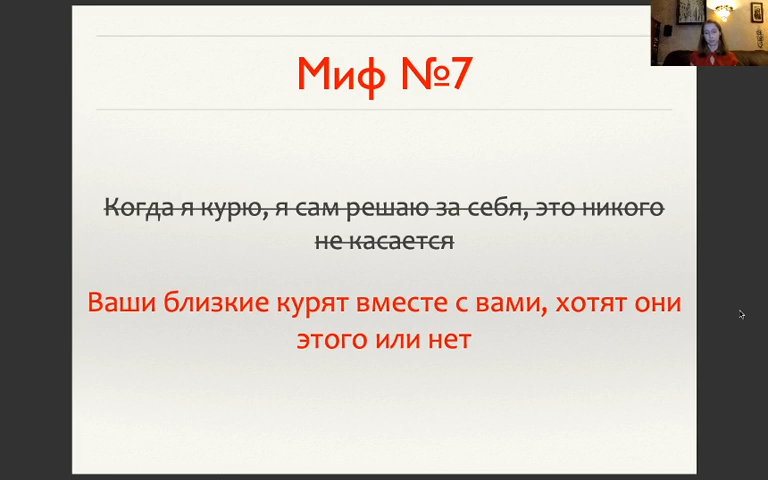 Миф №7
Когда я курю, я сам решаю за себя, это никого
не касается
Ваши близкие курят вместе с вами, хотят они
этого или нет